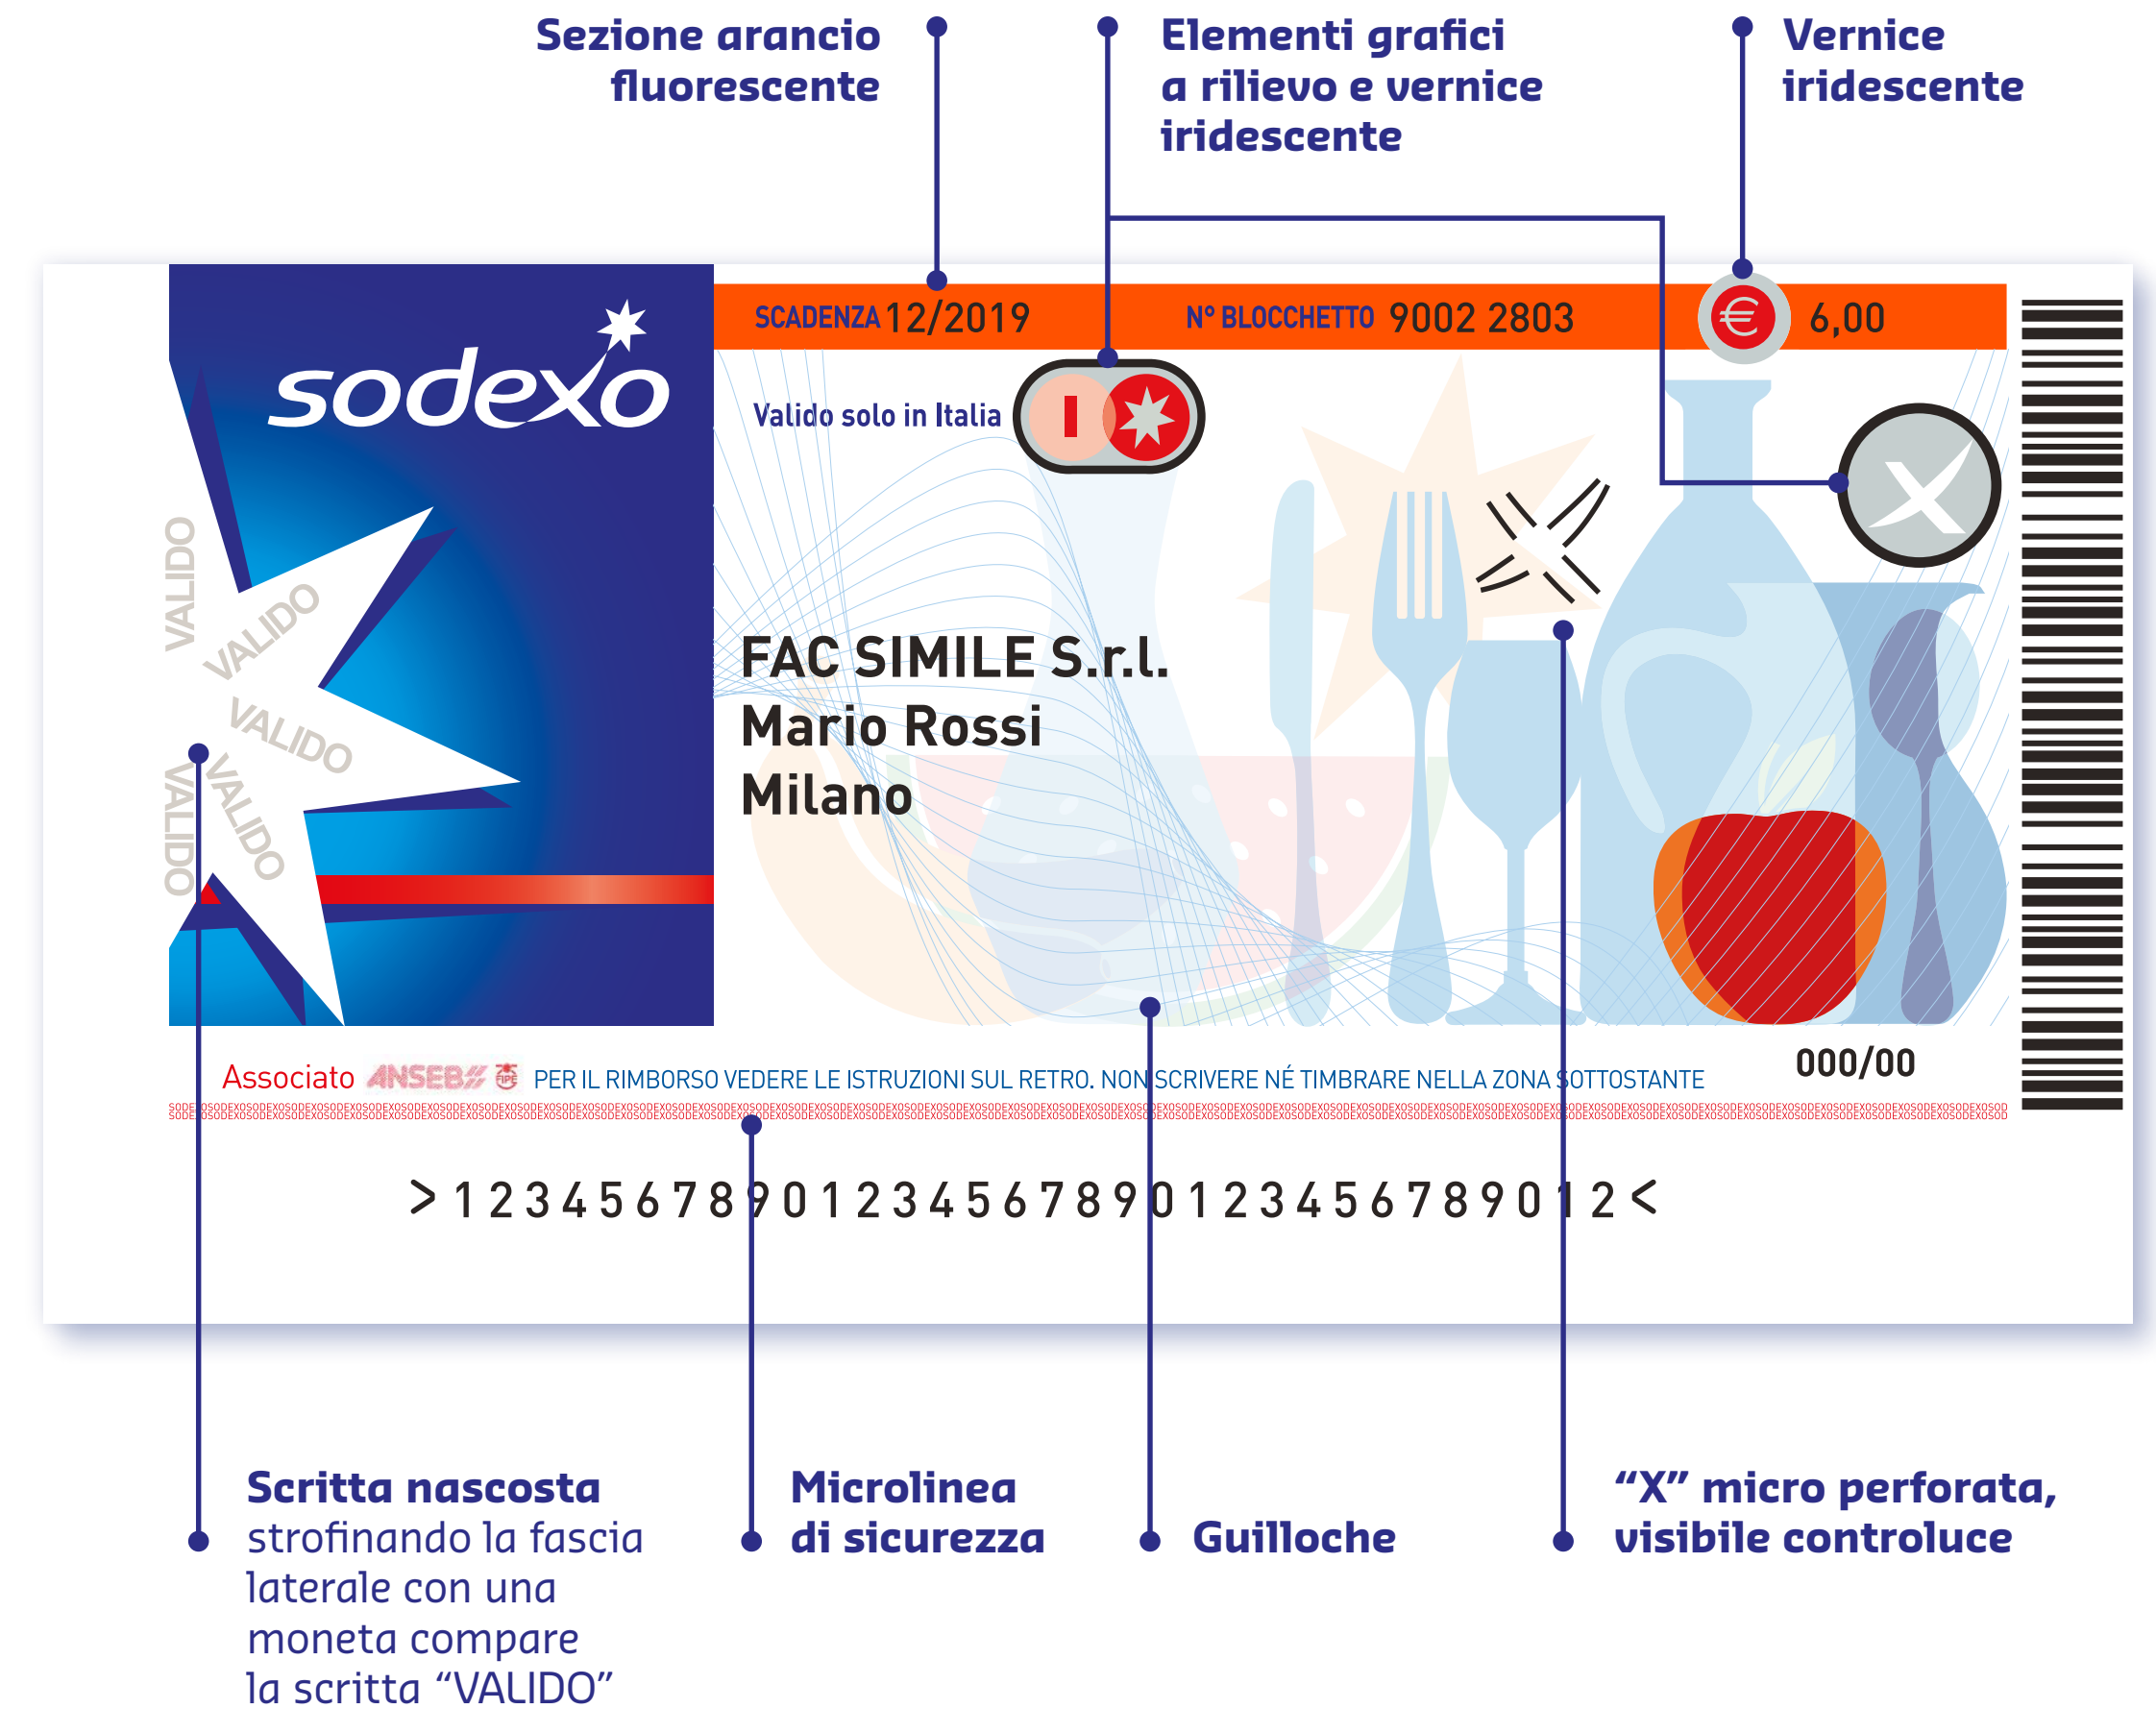 Sezione arancio
fluorescente
Elementi grafici
a rilievo e vernice
iridescente
Vernice
iridescente
sodexo
SCADENZA 12/2019
N° BLOCCHETTO 9002 2803
€ 6,00
Valido solo in Italia
I
X
VALIDO
VALIDO
VALIDO
VALIDO
VALIDO
FAC SIMILE S.r.l.
Mario Rossi
Milano
Associato ANSEB FIPE PER IL RIMBORSO VEDERE LE ISTRUZIONI SUL RETRO. NON SCRIVERE NÉ TIMBRARE NELLA ZONA SOTTOSTANTE
000/00
>12345678901234567890123456789012<
Scritta nascosta
strofinando la fascia
laterale con una
moneta compare
la scritta “VALIDO”
Microlinea
di sicurezza
Guilloche
“X” micro perforata,
visibile controluce